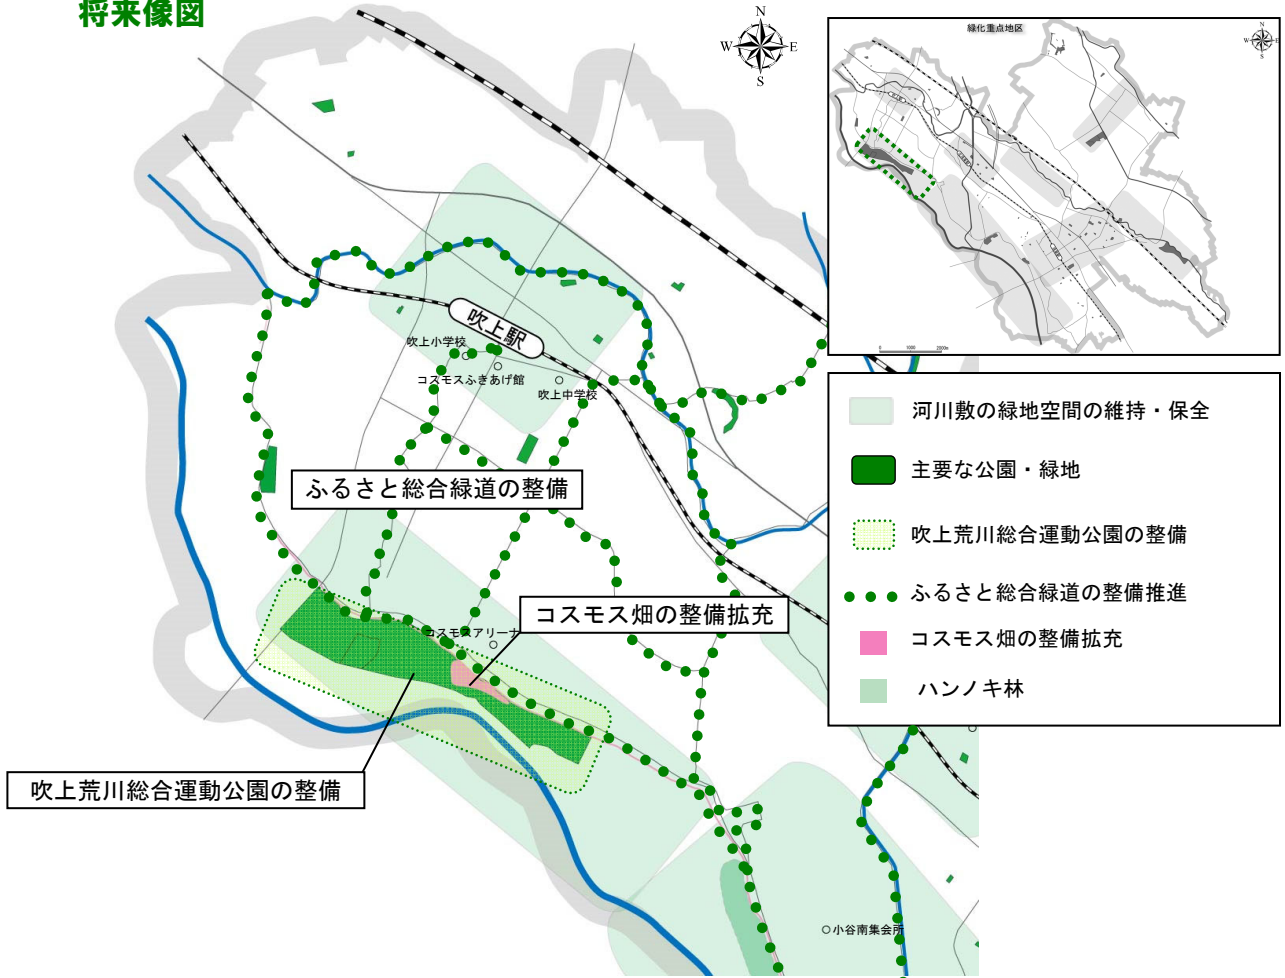 将来像図
N
W
E
S
緑化重点地区
N
W
E
S
0 1000 2000m
吹上駅
吹上小学校
コスモスふきあげ館
吹上中学校
ふるさと総合緑道の整備
コスモス畑の整備拡充
コスモスアリーナ
吹上荒川総合運動公園の整備
小谷南集会所
河川敷の緑地空間の維持・保全
主要な公園・緑地
吹上荒川総合運動公園の整備
ふるさと総合緑道の整備推進
コスモス畑の整備拡充
ハンノキ林